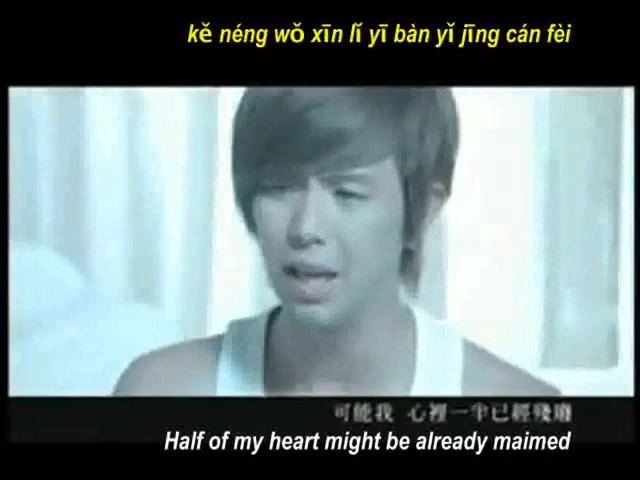 kě néng wǒ xīn lǐ yī bàn yǐ jīng cán fèi
可能我 心裡一半已經殘廢
Half of my heart might be already maimed